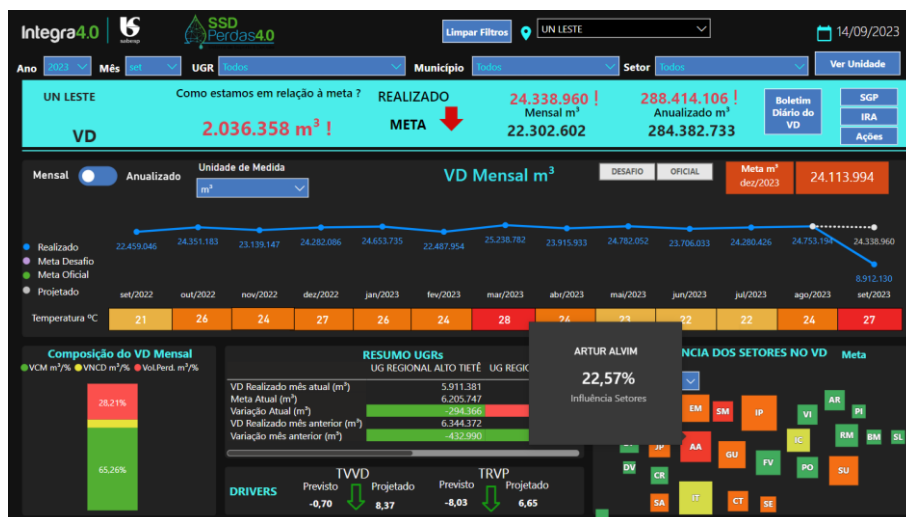 Integra4.0 sabesp SSD Perdas4.0 Limpar Filtros UN LESTE 14/09/2023
Ano 2023 Mês set UGR Todos Município Todos Setor Todos Ver Unidade
UN LESTE
VD
Como estamos em relação à meta ?
2.036.358 m³ !
REALIZADO
META
24.338.960 !
Mensal m³
22.302.602
288.414.106 !
Anualizado m³
284.382.733
Boletim Diário do VD
SGP
IRA
Ações
Mensal Anualizado
Unidade de Medida
m³
VD Mensal m³
DESAFIO OFICIAL
Meta m³
dez/2023
24.113.994
Realizado
Meta Desafio
Meta Oficial
Projetado
22.459.046 24.351.183 23.139.147 24.282.086 24.653.735 22.487.954 25.238.782 23.915.933 24.782.052 23.706.033 24.280.426 24.753.194 24.338.960
8.912.130
set/2022 out/2022 nov/2022 dez/2022 jan/2023 fev/2023 mar/2023 abr/2023 mai/2023 jun/2023 jul/2023 ago/2023 set/2023
Temperatura ºC 21 26 24 27 26 24 28 24 23 22 22 24 27
Composição do VD Mensal
VCM m³/% VNCD m³/% Vol.Perd. m³/%
28,21%
65,26%
RESUMO UGRs
UG REGIONAL ALTO TIETÊ UG REGIO
VD Realizado mês atual (m³) 5.911.381
Meta Atual (m³) 6.205.747
Variação Atual (m³) -294.366
VD Realizado mês anterior (m³) 6.344.372
Variação mês anterior (m³) -432.990
DRIVERS
TVVD
Previsto Projetado
-0,70 8,37
TRVP
Previsto Projetado
-8,03 6,65
ARTUR ALVIM
22,57%
Influência Setores
NCIA DOS SETORES NO VD Meta
EM SM IP VI AR PI
JP AA GU IC RM BM SL
DV CR FV PO SU
SA IT CT SE